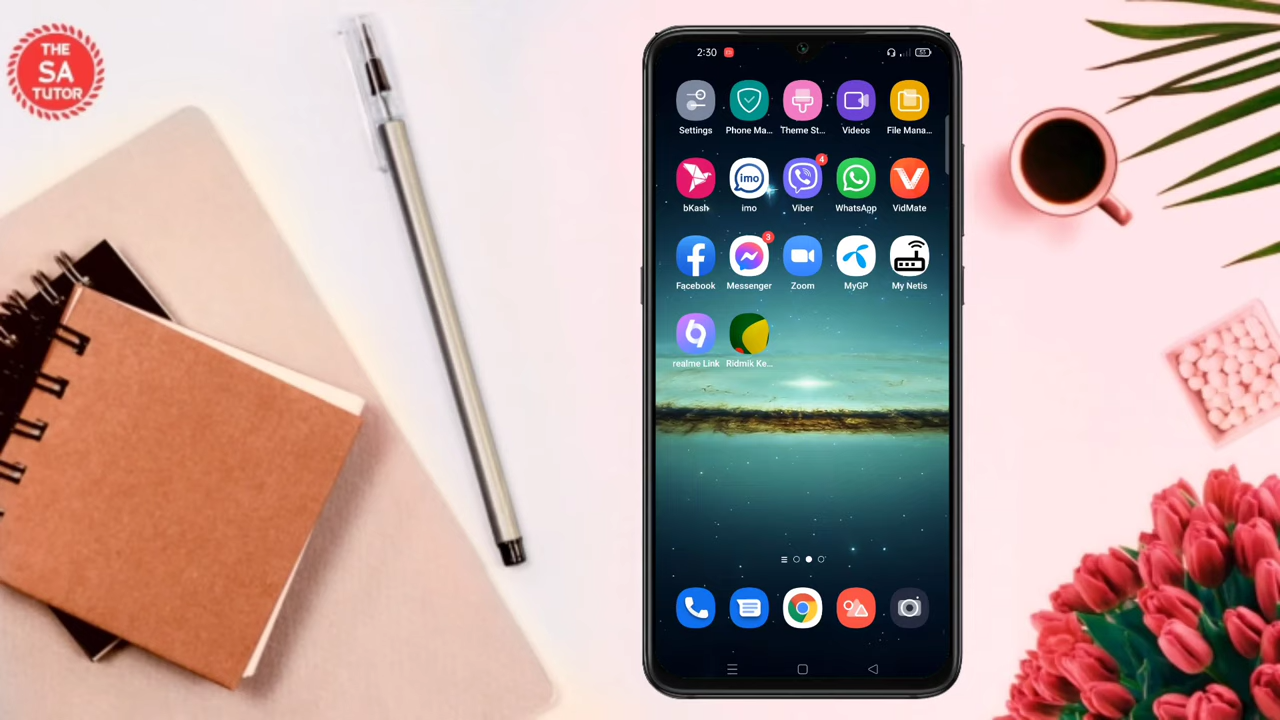 THE
SA
TUTOR
2:30
Settings
Phone Ma...
Theme St...
Videos
File Mana...
bKash
imo
imo
Viber
4
WhatsApp
VidMate
Facebook
Messenger
3
Zoom
MyGP
My Netis
realme Link
Ridmik Ke...